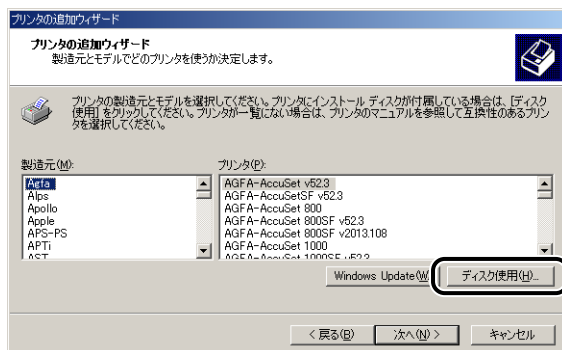 プリンタの追加ウィザード
プリンタの追加ウィザード
製造元とモデルでどのプリンタを使うか決定します。
プリンタの製造元とモデルを選択してください。プリンタにインストール ディスクが付属している場合は、[ディスク
使用] をクリックしてください。プリンタが一覧にない場合は、プリンタのマニュアルを参照して互換性のあるプリン
タを選択してください。
製造元(M):
プリンタ(P):
Agfa
Alps
Apollo
Apple
APS-PS
APTi
AST
AGFA-AccuSet v52.3
AGFA-AccuSetSF v52.3
AGFA-AccuSet 800
AGFA-AccuSet 800SF v52.3
AGFA-AccuSet 800SF v2013.108
AGFA-AccuSet 1000
AGFA-AccuSet 1000SF v52.3
Windows Update(W)
ディスク使用(H)...
< 戻る(B)
次へ(N) >
キャンセル